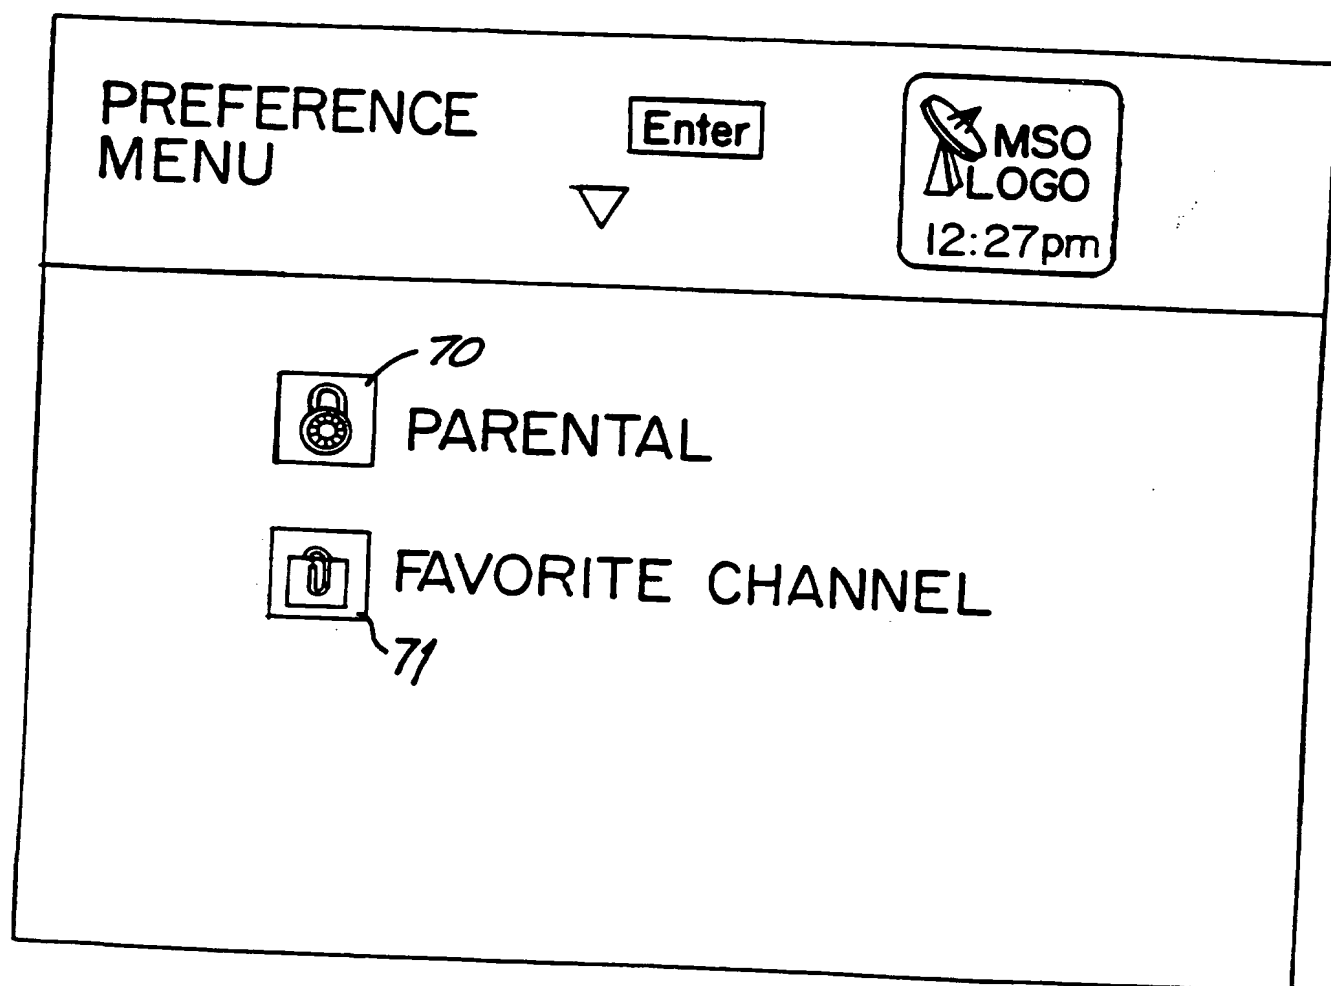 PREFERENCE
MENU
Enter
MSO
LOGO
12:27pm
70
PARENTAL
FAVORITE CHANNEL
71